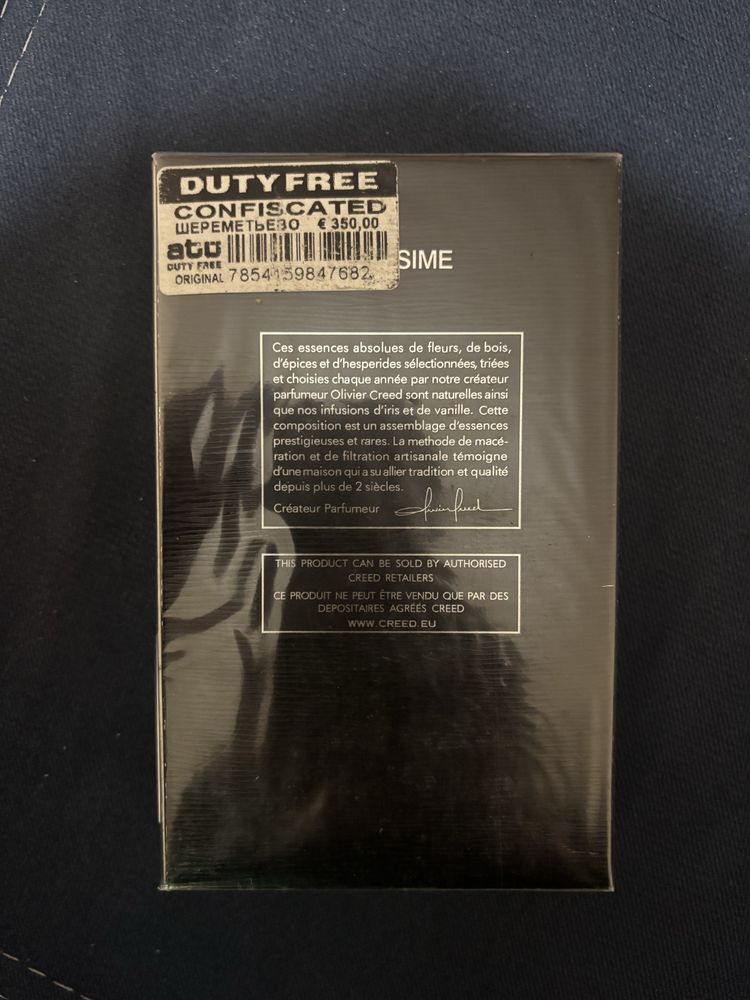 DUTY FREE
CONFISCATED
ШЕРЕМЕТЬЕВО € 350,00
atü
DUTY FREE
ORIGINAL 7854159847682
SIME
Ces essences absolues de fleurs, de bois,
d'épices et d'hesperides sélectionnées, triées
et choisies chaque année par notre créateur
parfumeur Olivier Creed sont naturelles ainsi
que nos infusions d'iris et de vanille. Cette
composition est un assemblage d'essences
prestigieuses et rares. La methode de macé-
ration et de filtration artisanale témoigne
d'une maison qui a su allier tradition et qualité
depuis plus de 2 siècles.
Créateur Parfumeur
THIS PRODUCT CAN BE SOLD BY AUTHORISED
CREED RETAILERS
CE PRODUIT NE PEUT ÊTRE VENDU QUE PAR DES
DEPOSITAIRES AGRÉÉS CREED
WWW.CREED.EU